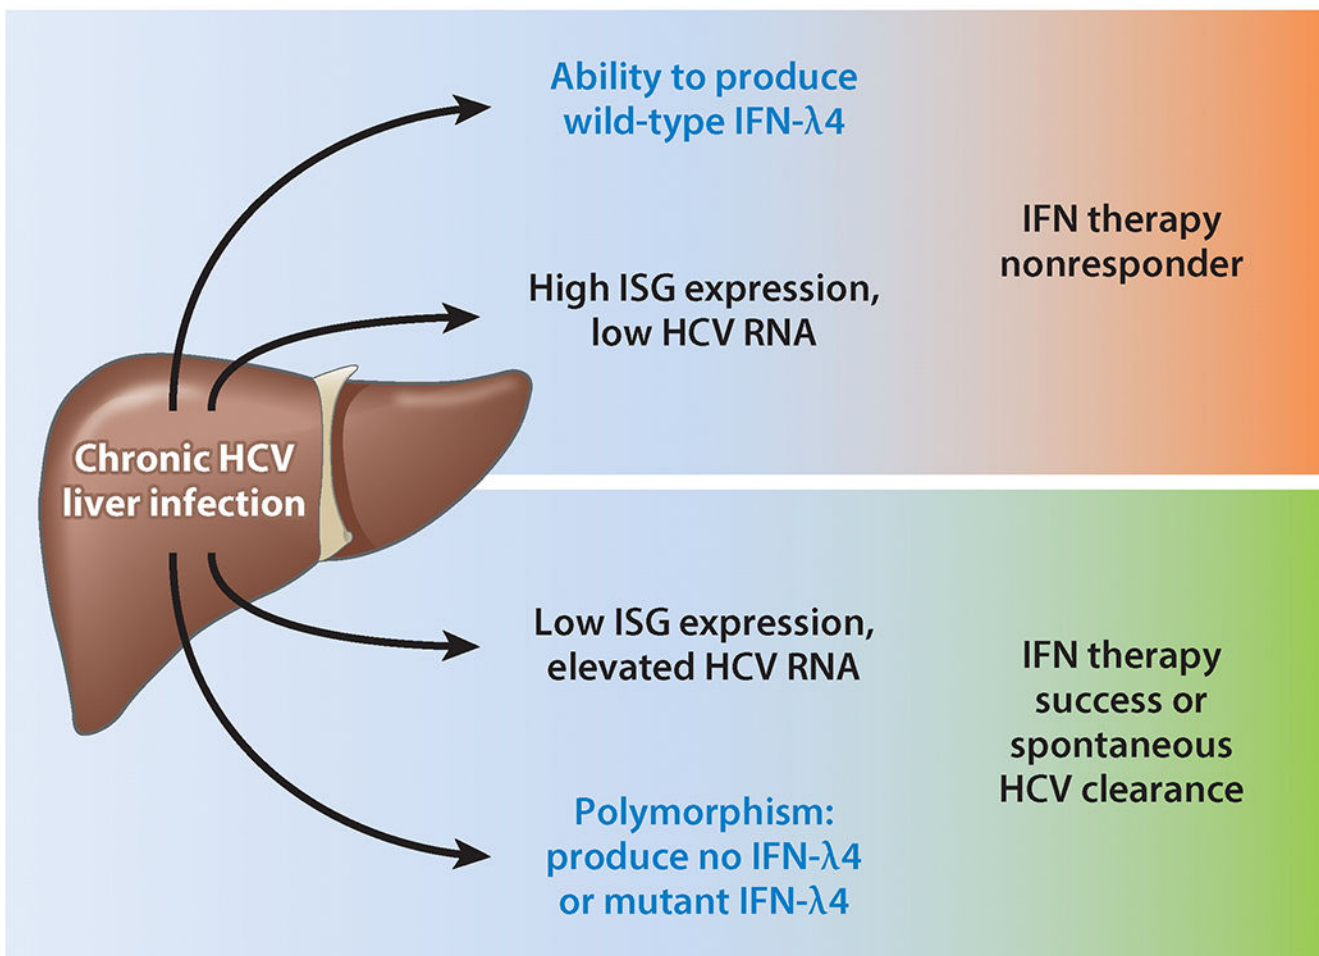 Ability to produce
wild-type IFN-λ4
IFN therapy
nonresponder
High ISG expression,
low HCV RNA
Chronic HCV
liver infection
Low ISG expression,
elevated HCV RNA
IFN therapy
success or
spontaneous
HCV clearance
Polymorphism:
produce no IFN-λ4
or mutant IFN-λ4